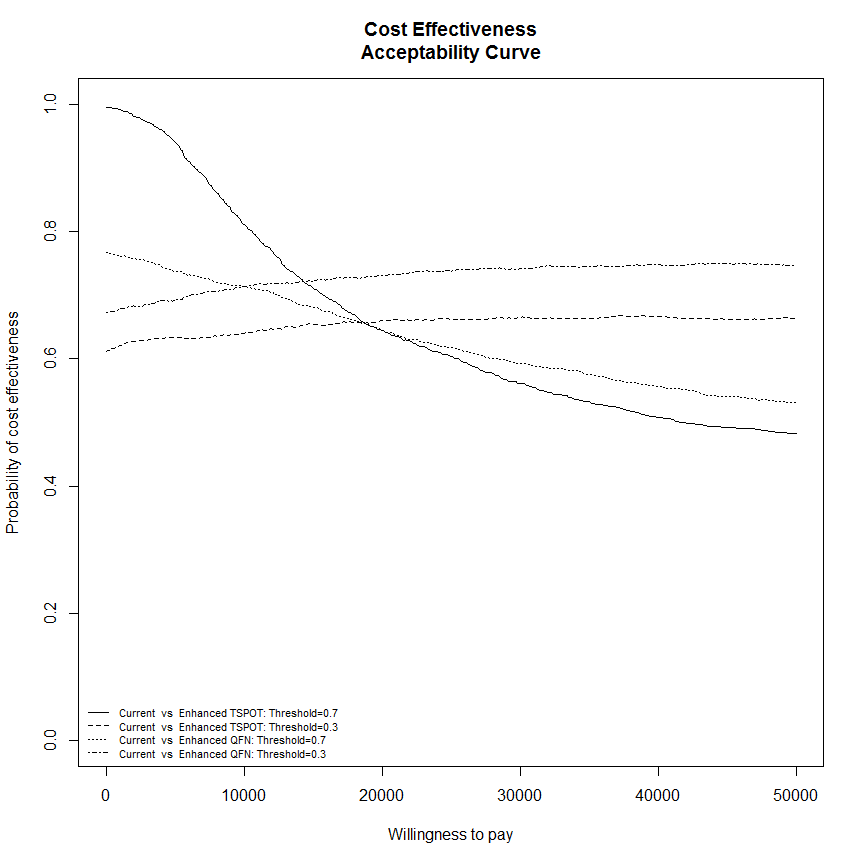 Cost Effectiveness
Acceptability Curve
Probability of cost effectiveness
1.0
0.8
0.6
0.4
0.2
0.0
Current vs Enhanced TSPOT: Threshold=0.7
Current vs Enhanced TSPOT: Threshold=0.3
Current vs Enhanced QFN: Threshold=0.7
Current vs Enhanced QFN: Threshold=0.3
0 10000 20000 30000 40000 50000
Willingness to pay